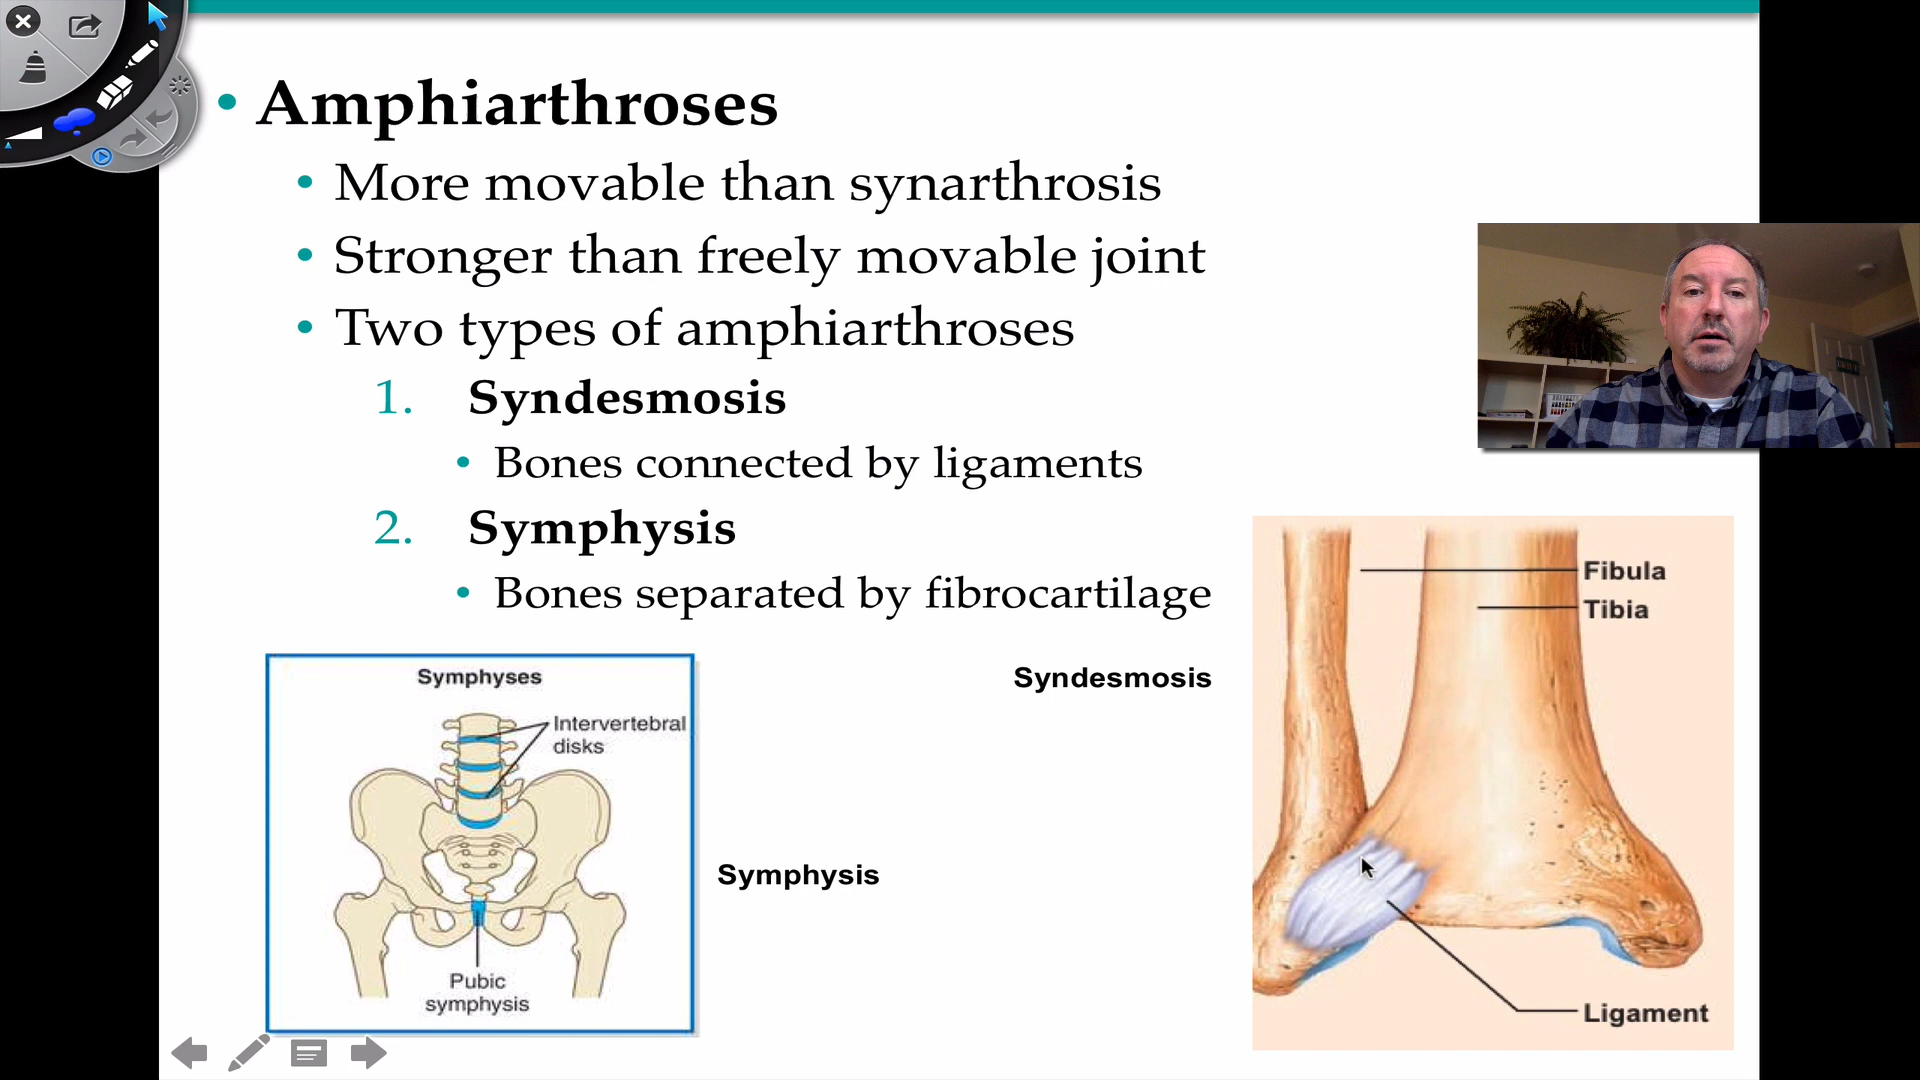 Amphiarthroses
More movable than synarthrosis
Stronger than freely movable joint
Two types of amphiarthroses
1. Syndesmosis
Bones connected by ligaments
2. Symphysis
Bones separated by fibrocartilage
Symphyses
Intervertebral
disks
Pubic
symphysis
Symphysis
Syndesmosis
Fibula
Tibia
Ligament